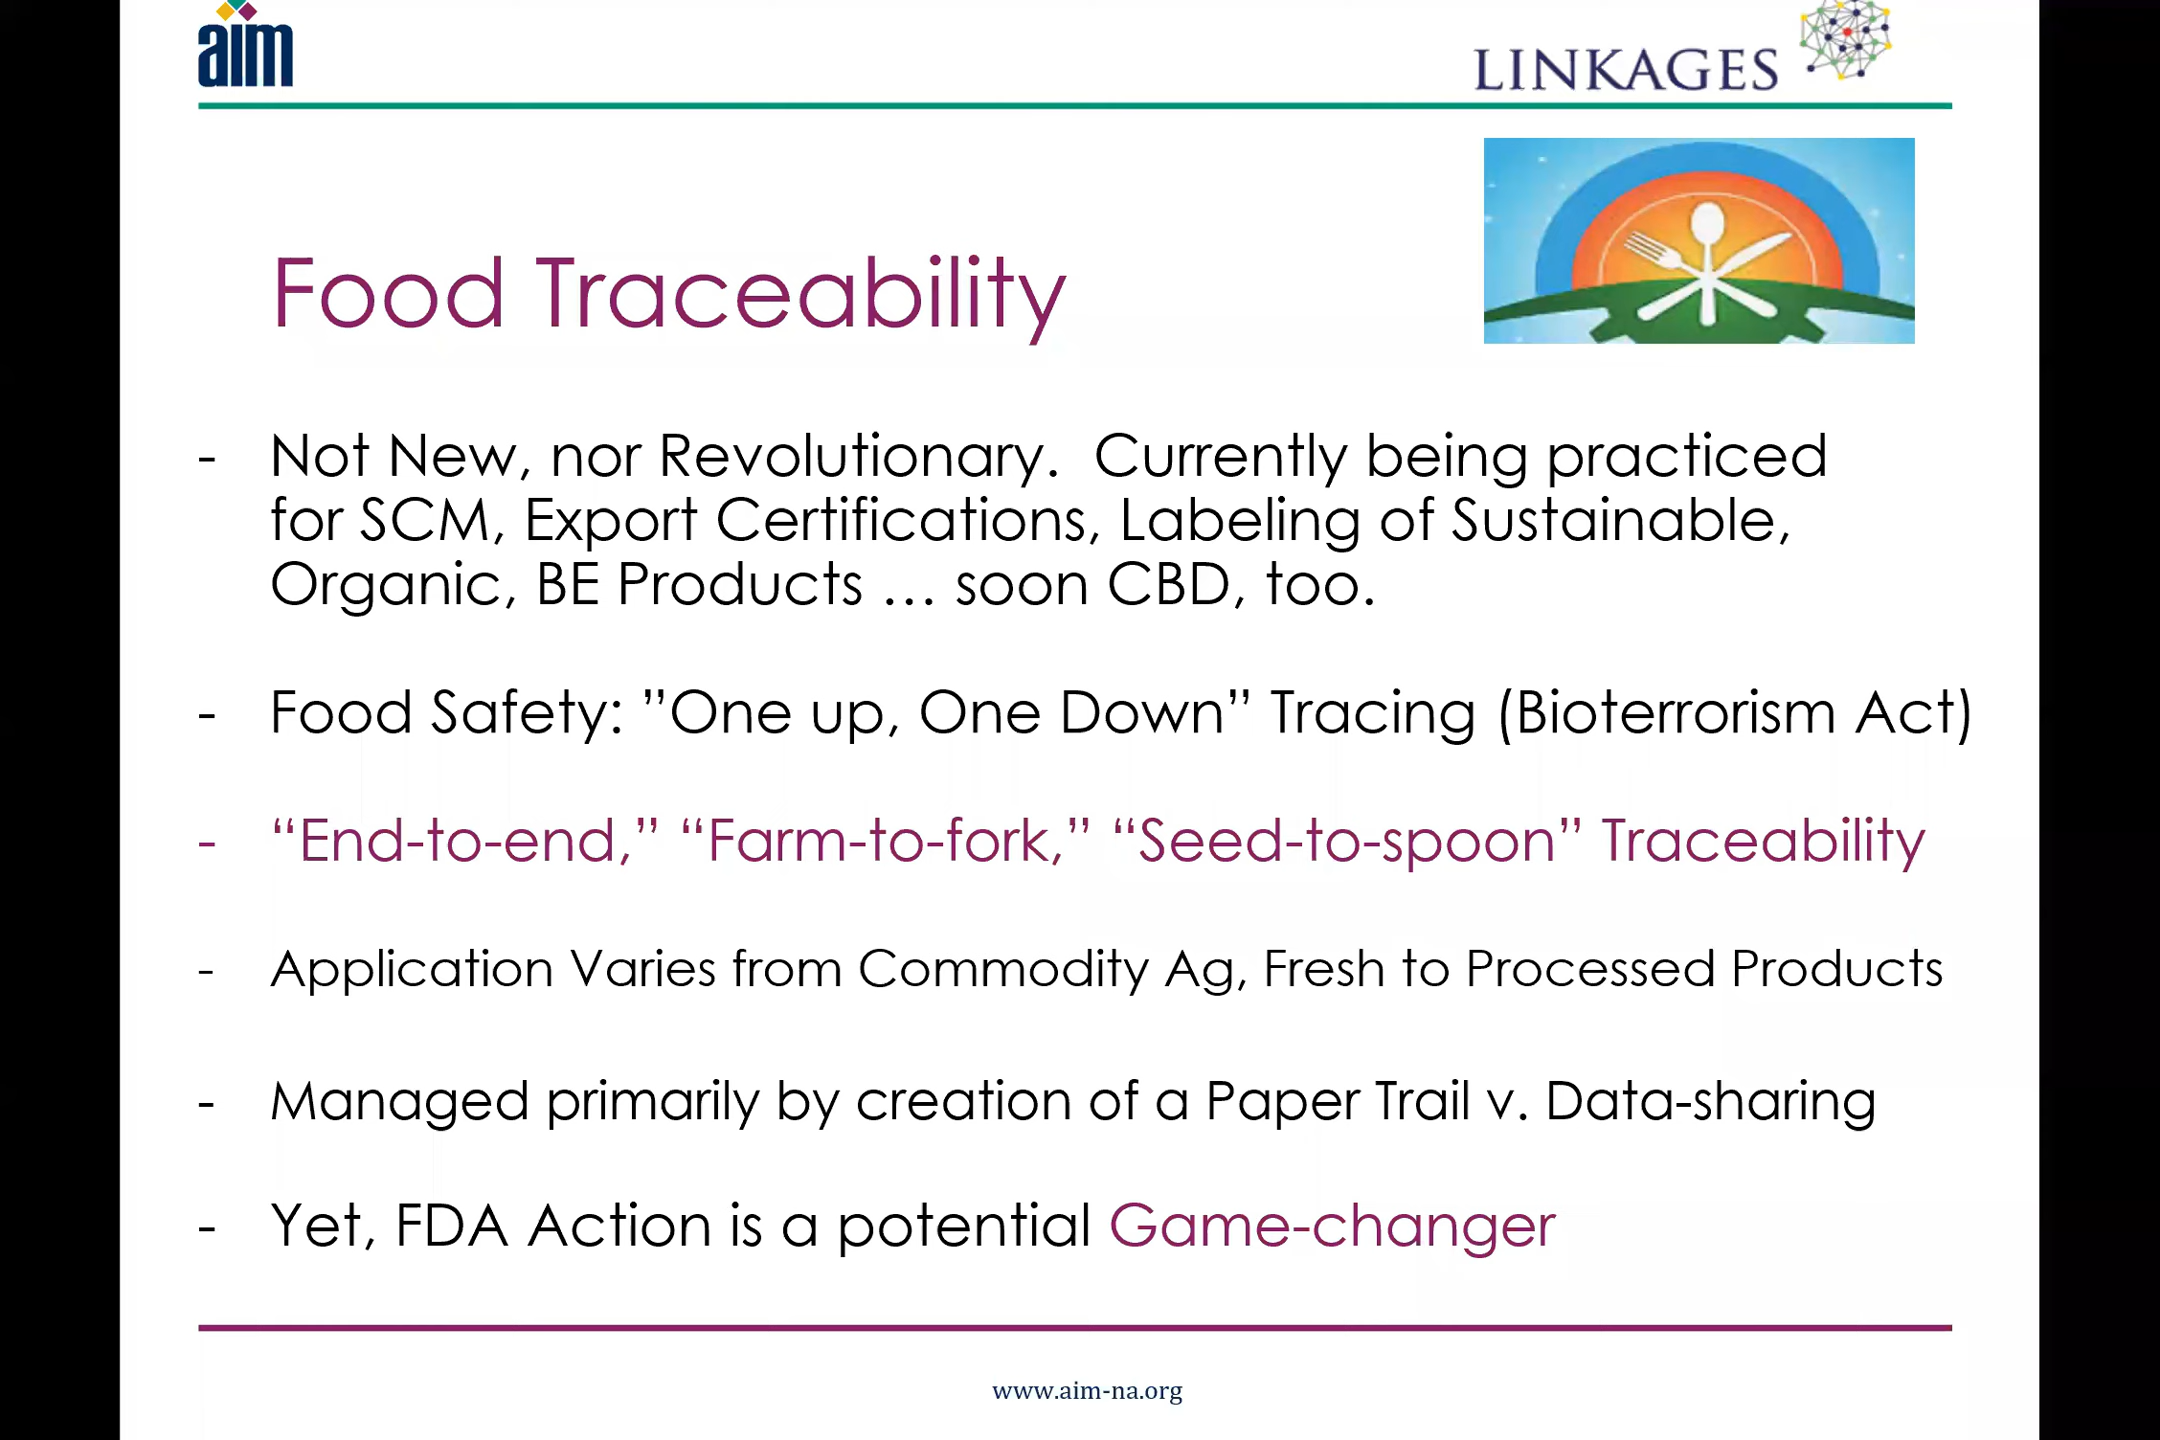 aim
LINKAGES
Food Traceability
- Not New, nor Revolutionary.  Currently being practiced
for SCM, Export Certifications, Labeling of Sustainable,
Organic, BE Products … soon CBD, too.
- Food Safety: ”One up, One Down” Tracing (Bioterrorism Act)
- “End-to-end,” “Farm-to-fork,” “Seed-to-spoon” Traceability
- Application Varies from Commodity Ag, Fresh to Processed Products
- Managed primarily by creation of a Paper Trail v. Data-sharing
- Yet, FDA Action is a potential Game-changer
www.aim-na.org